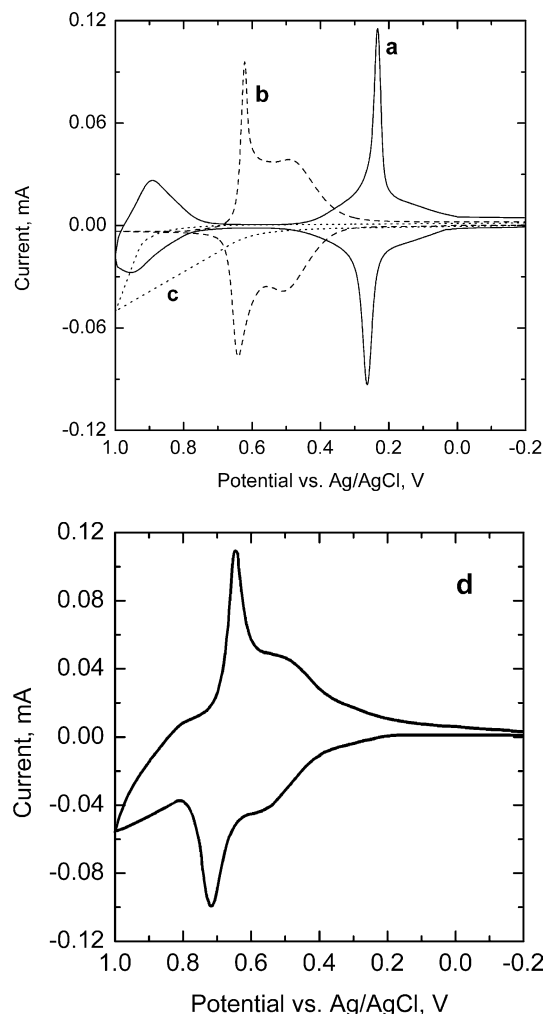 0.12
a
b
0.06
Current, mA
0.00
c
-0.06
-0.12
1.0 0.8 0.6 0.4 0.2 0.0 -0.2
Potential vs. Ag/AgCl, V
0.12
d
0.08
0.04
Current, mA
0.00
-0.04
-0.08
-0.12
1.0 0.8 0.6 0.4 0.2 0.0 -0.2
Potential vs. Ag/AgCl, V